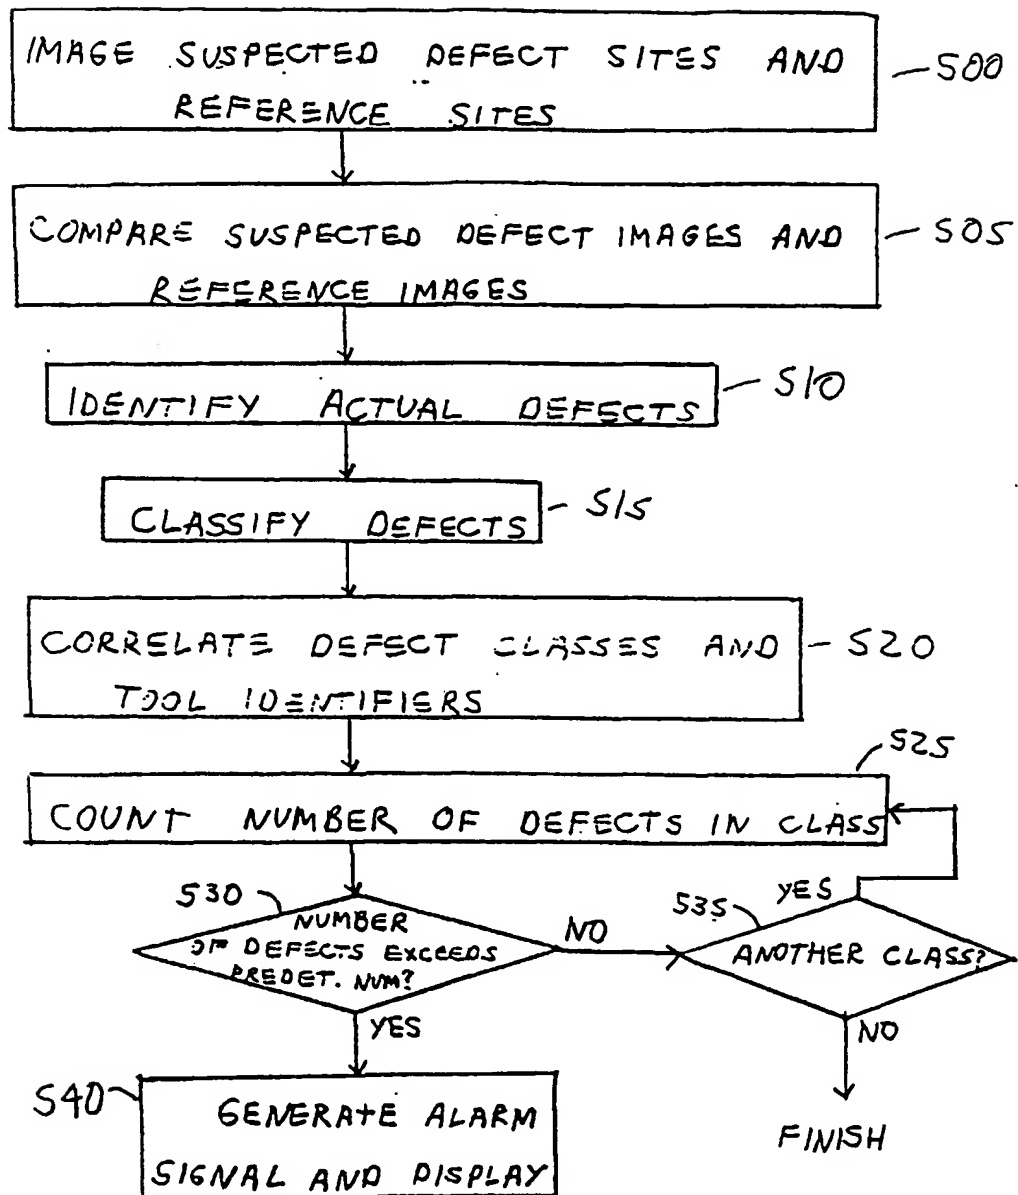 IMAGE SUSPECTED DEFECT SITES AND
REFERENCE SITES
500
COMPARE SUSPECTED DEFECT IMAGES AND
REFERENCE IMAGES
505
IDENTIFY ACTUAL DEFECTS
510
CLASSIFY DEFECTS
515
CORRELATE DEFECT CLASSES AND
TOOL IDENTIFIERS
520
525
COUNT NUMBER OF DEFECTS IN CLASS
530
NUMBER
OF DEFECTS EXCEEDS
PREDET. NUM?
NO
YES
535
YES
ANOTHER CLASS?
NO
FINISH
540
GENERATE ALARM
SIGNAL AND DISPLAY